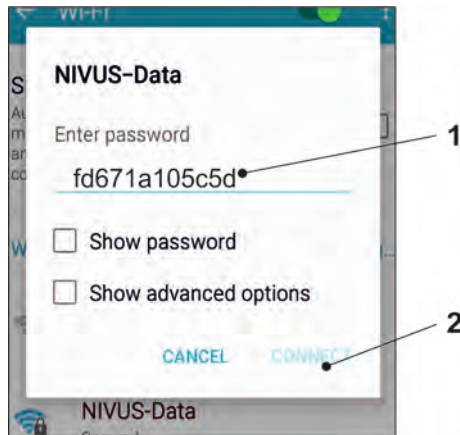 WI-FI
NIVUS-Data
Enter password
fd671a105c5d
1
Show password
Show advanced options
2
CANCEL CONNECT
NIVUS-Data